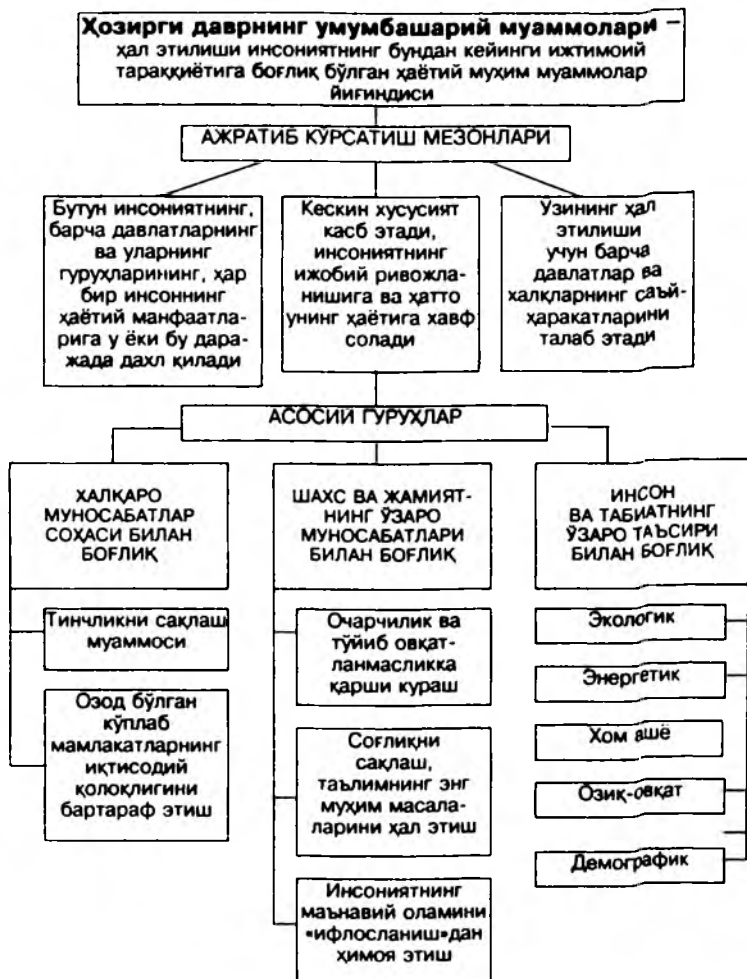 Ҳозирги даврнинг умумбашарий муаммолари –
ҳал этилиши инсониятнинг бундан кейинги ижтимоий
тараққиётига боғлиқ бўлган ҳаётий муҳим муаммолар
йиғиндиси
АЖРАТИБ КЎРСАТИШ МЕЗОНЛАРИ
Бутун инсониятнинг,
барча давлатларнинг
ва уларнинг
гуруҳларининг, ҳар
бир инсоннинг
ҳаётий манфаатла-
рига у ёки бу дара-
жада дахл қилади
Кескин хусусият
касб этади,
инсониятнинг
ижобий ривожла-
нишига ва ҳатто
унинг ҳаётига хавф
солади
Узининг ҳал
этилиши
учун барча
давлатлар ва
халқларнинг саъй-
ҳаракатларини
талаб этади
АСОСИЙ ГУРУҲЛАР
ХАЛҚАРО
МУНОСАБАТЛАР
СОҲАСИ БИЛАН
БОҒЛИҚ
Тинчликни сақлаш
муаммоси
Озод бўлган
кўплаб
мамлакатларнинг
иқтисодий
қолоқлигини
бартараф этиш
ШАХС ВА ЖАМИЯТ-
НИНГ ЎЗАРО
МУНОСАБАТЛАРИ
БИЛАН БОҒЛИҚ
Очарчилик ва
тўйиб овқат-
ланмасликка
қарши кураш
Соғлиқни
сақлаш,
таълимнинг энг
муҳим масала-
ларини ҳал этиш
Инсониятнинг
маънавий оламини
«ифлосланиш»дан
ҳимоя этиш
ИНСОН
ВА ТАБИАТНИНГ
ЎЗАРО ТАЪСИРИ
БИЛАН БОҒЛИҚ
Экологик
Энергетик
Хом ашё
Озиқ-овқат
Демографик